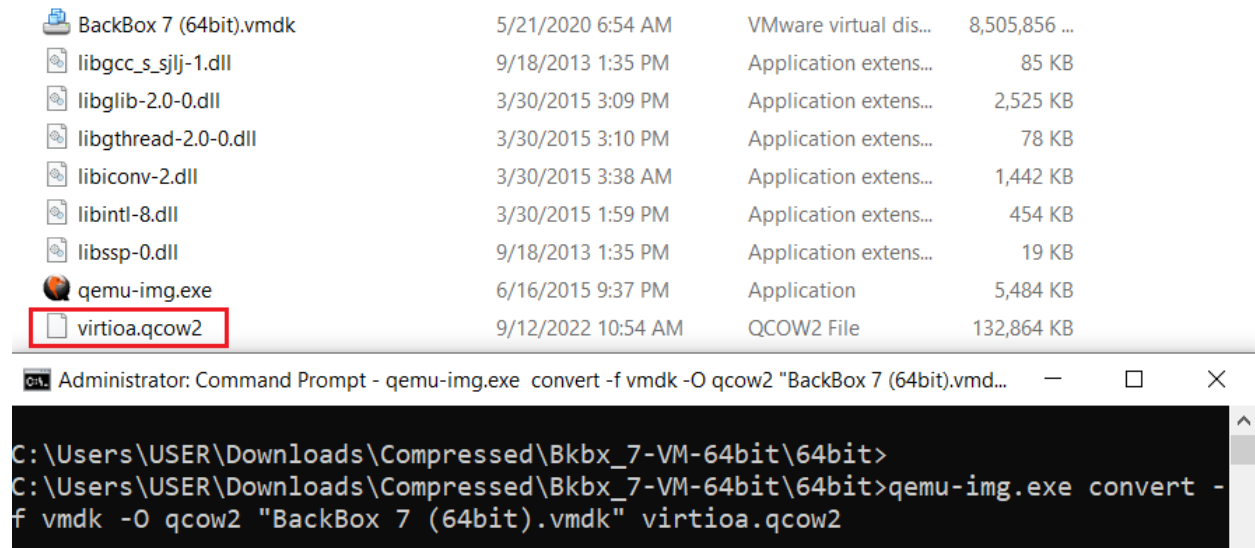 BackBox 7 (64bit).vmdk 5/21/2020 6:54 AM VMware virtual dis... 8,505,856 ...
libgcc_s_sjlj-1.dll 9/18/2013 1:35 PM Application extens... 85 KB
libglib-2.0-0.dll 3/30/2015 3:09 PM Application extens... 2,525 KB
libgthread-2.0-0.dll 3/30/2015 3:10 PM Application extens... 78 KB
libiconv-2.dll 3/30/2015 3:38 AM Application extens... 1,442 KB
libintl-8.dll 3/30/2015 1:59 PM Application extens... 454 KB
libssp-0.dll 9/18/2013 1:35 PM Application extens... 19 KB
qemu-img.exe 6/16/2015 9:37 PM Application 5,484 KB
virtioa.qcow2 9/12/2022 10:54 AM QCOW2 File 132,864 KB
Administrator: Command Prompt - qemu-img.exe  convert -f vmdk -O qcow2 "BackBox 7 (64bit).vmd...
C:\Users\USER\Downloads\Compressed\Bkbx_7-VM-64bit\64bit>
C:\Users\USER\Downloads\Compressed\Bkbx_7-VM-64bit\64bit>qemu-img.exe convert -
f vmdk -O qcow2 "BackBox 7 (64bit).vmdk" virtioa.qcow2